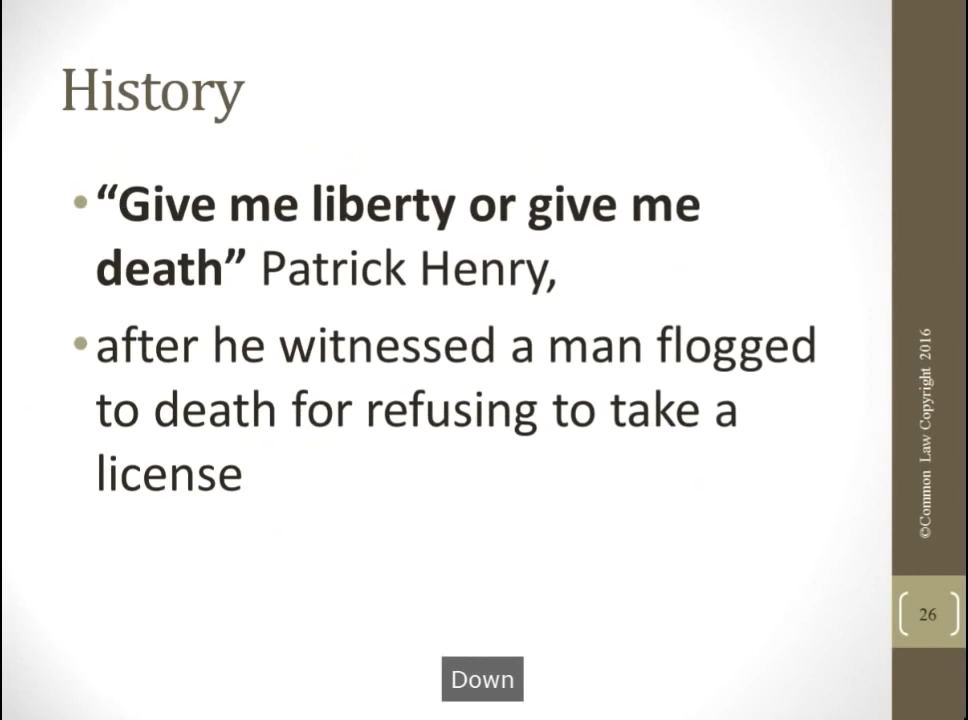 History
• “Give me liberty or give me
death” Patrick Henry,
• after he witnessed a man flogged
to death for refusing to take a
license
©Common Law Copyright 2016
26
Down